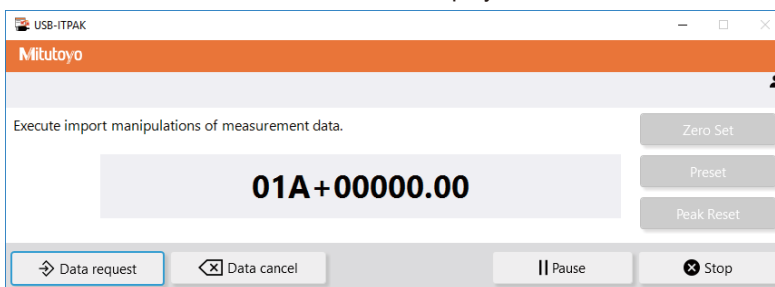 USB-ITPAK
Mitutoyo
Execute import manipulations of measurement data.
Zero Set
01A+00000.00
Preset
Peak Reset
Data request Data cancel Pause Stop